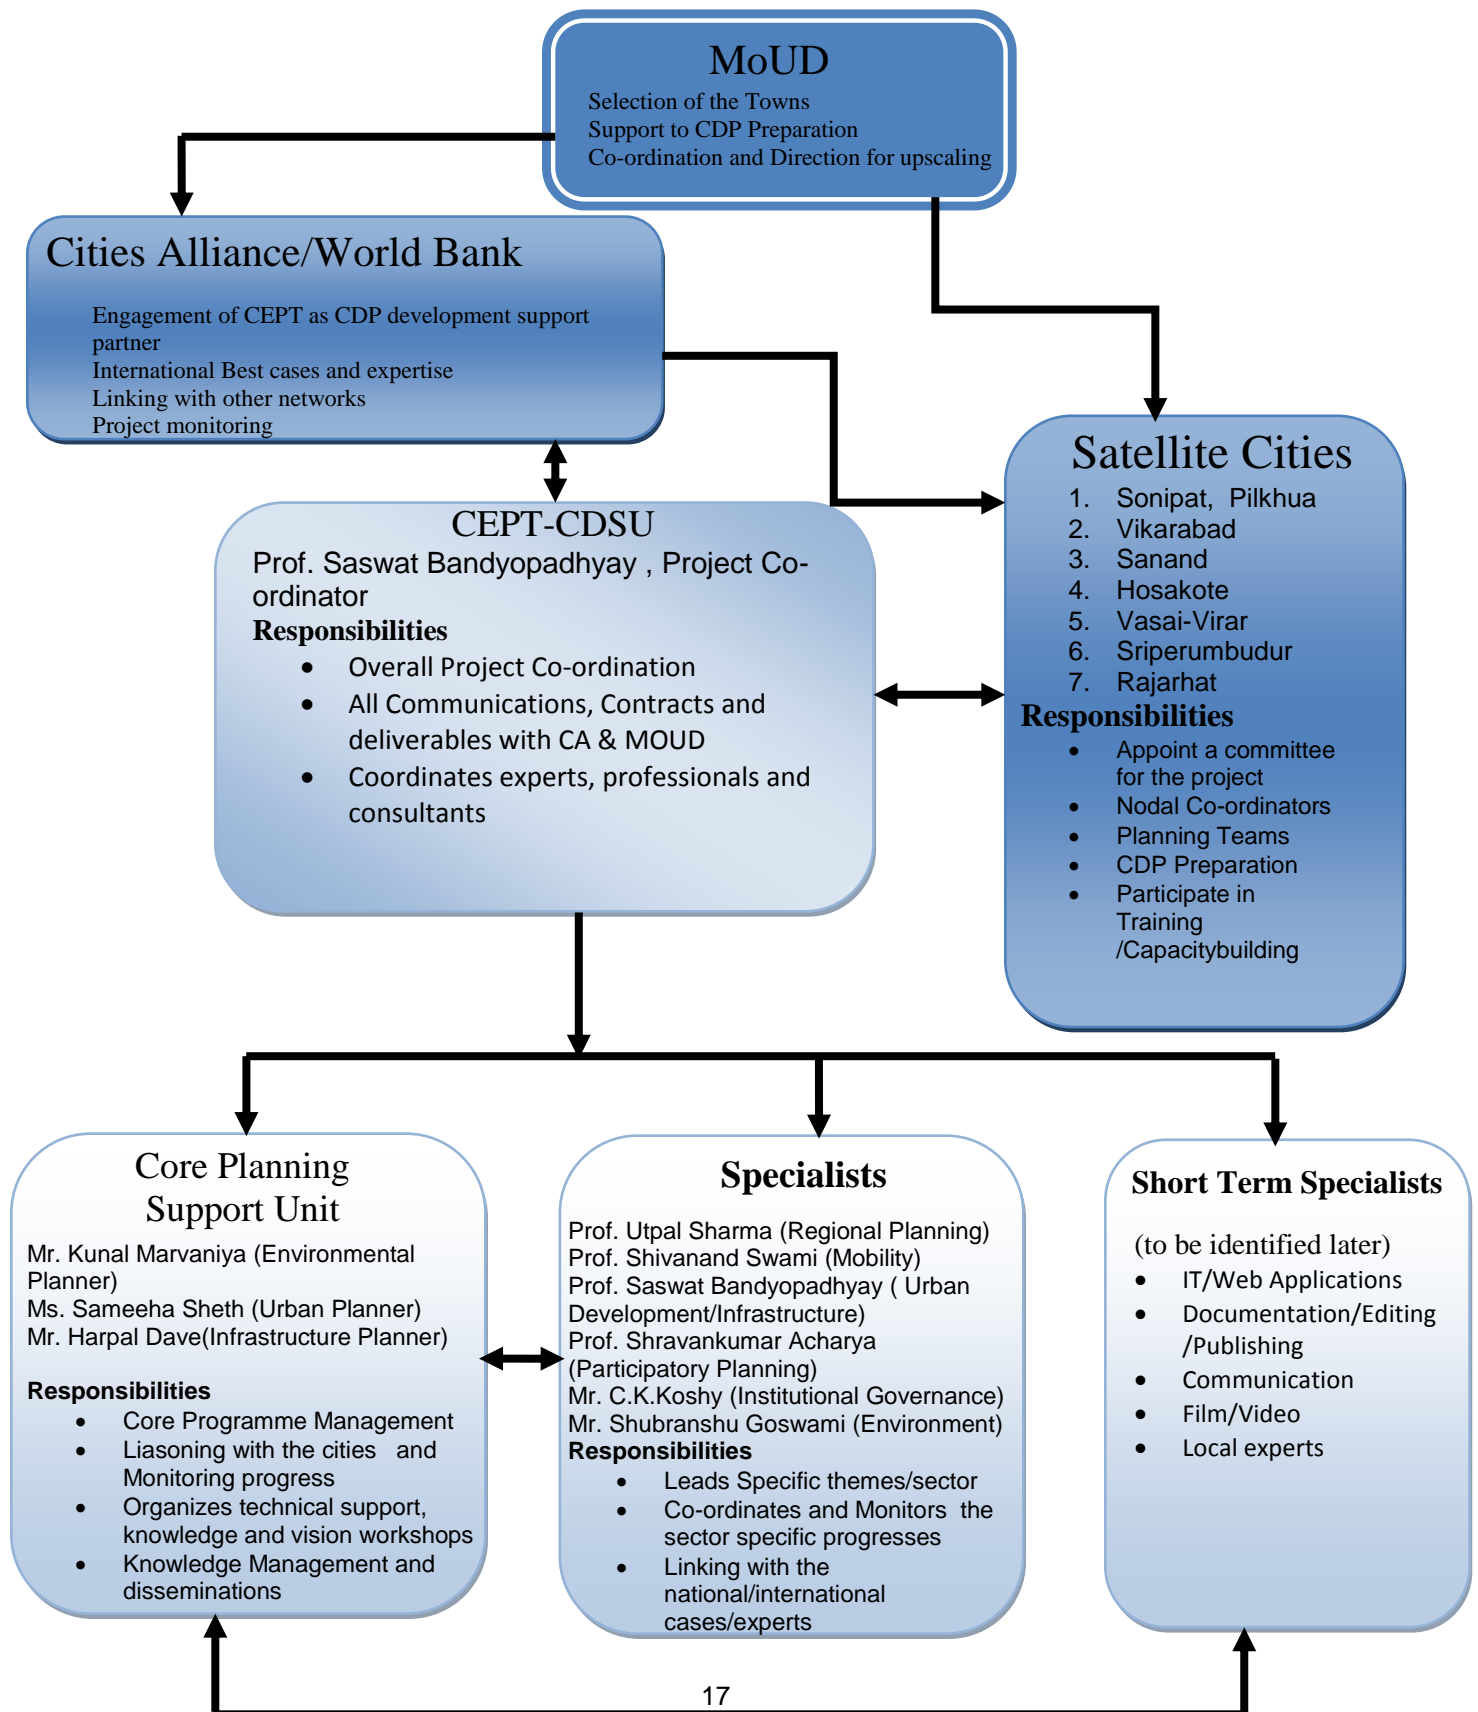 MoUD
Selection of the Towns
Support to CDP Preparation
Co-ordination and Direction for upscaling
Cities Alliance/World Bank
Engagement of CEPT as CDP development support
partner
International Best cases and expertise
Linking with other networks
Project monitoring
CEPT-CDSU
Prof. Saswat Bandyopadhyay , Project Co-
ordinator
Responsibilities
• Overall Project Co-ordination
• All Communications, Contracts and
deliverables with CA & MOUD
• Coordinates experts, professionals and
consultants
Satellite Cities
1. Sonipat, Pilkhua
2. Vikarabad
3. Sanand
4. Hosakote
5. Vasai-Virar
6. Sriperumbudur
7. Rajarhat
Responsibilities
• Appoint a committee
for the project
• Nodal Co-ordinators
• Planning Teams
• CDP Preparation
• Participate in
Training
/Capacitybuilding
Core Planning
Support Unit
Mr. Kunal Marvaniya (Environmental
Planner)
Ms. Sameeha Sheth (Urban Planner)
Mr. Harpal Dave(Infrastructure Planner)
Responsibilities
• Core Programme Management
• Liasoning with the cities and
Monitoring progress
• Organizes technical support,
knowledge and vision workshops
• Knowledge Management and
disseminations
Specialists
Prof. Utpal Sharma (Regional Planning)
Prof. Shivanand Swami (Mobility)
Prof. Saswat Bandyopadhyay ( Urban
Development/Infrastructure)
Prof. Shravankumar Acharya
(Participatory Planning)
Mr. C.K.Koshy (Institutional Governance)
Mr. Shubranshu Goswami (Environment)
Responsibilities
• Leads Specific themes/sector
• Co-ordinates and Monitors the
sector specific progresses
• Linking with the
national/international
cases/experts
Short Term Specialists
(to be identified later)
• IT/Web Applications
• Documentation/Editing
/Publishing
• Communication
• Film/Video
• Local experts
17